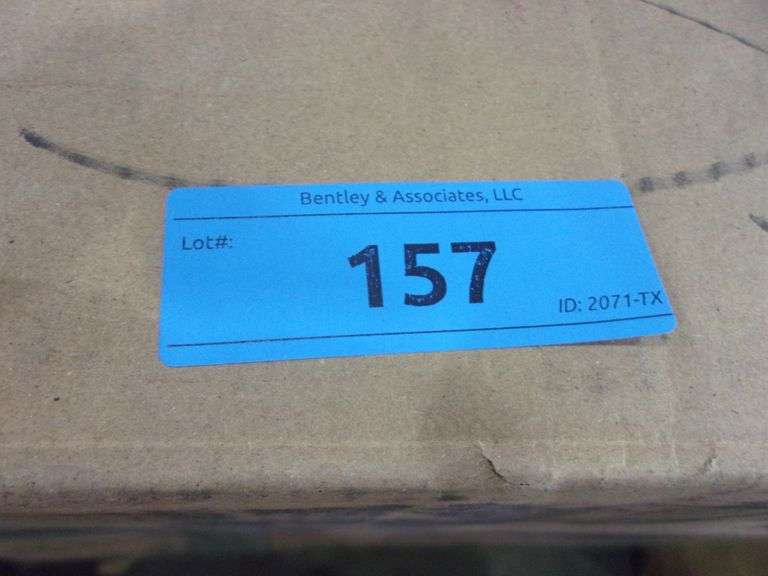 Bentley & Associates, LLC
Lot#:
157
ID: 2071-TX